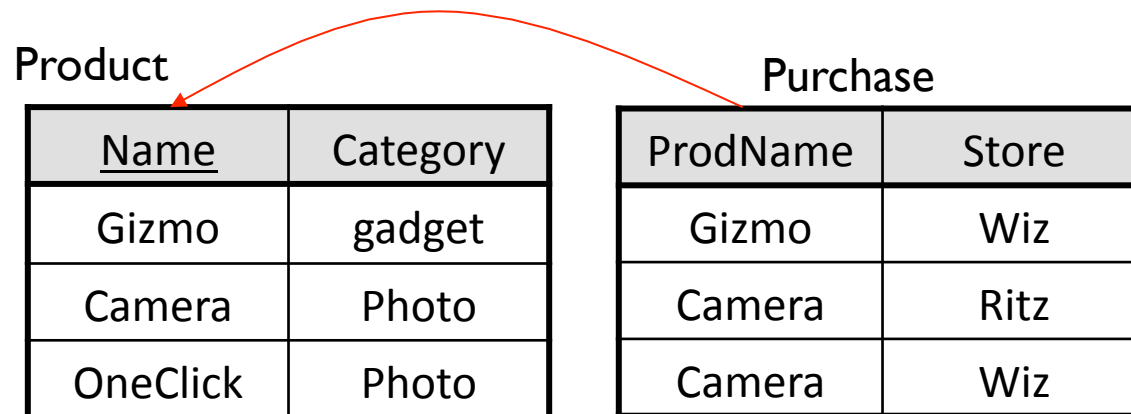 Product
Purchase
Name Category
Gizmo gadget
Camera Photo
OneClick Photo
ProdName Store
Gizmo Wiz
Camera Ritz
Camera Wiz